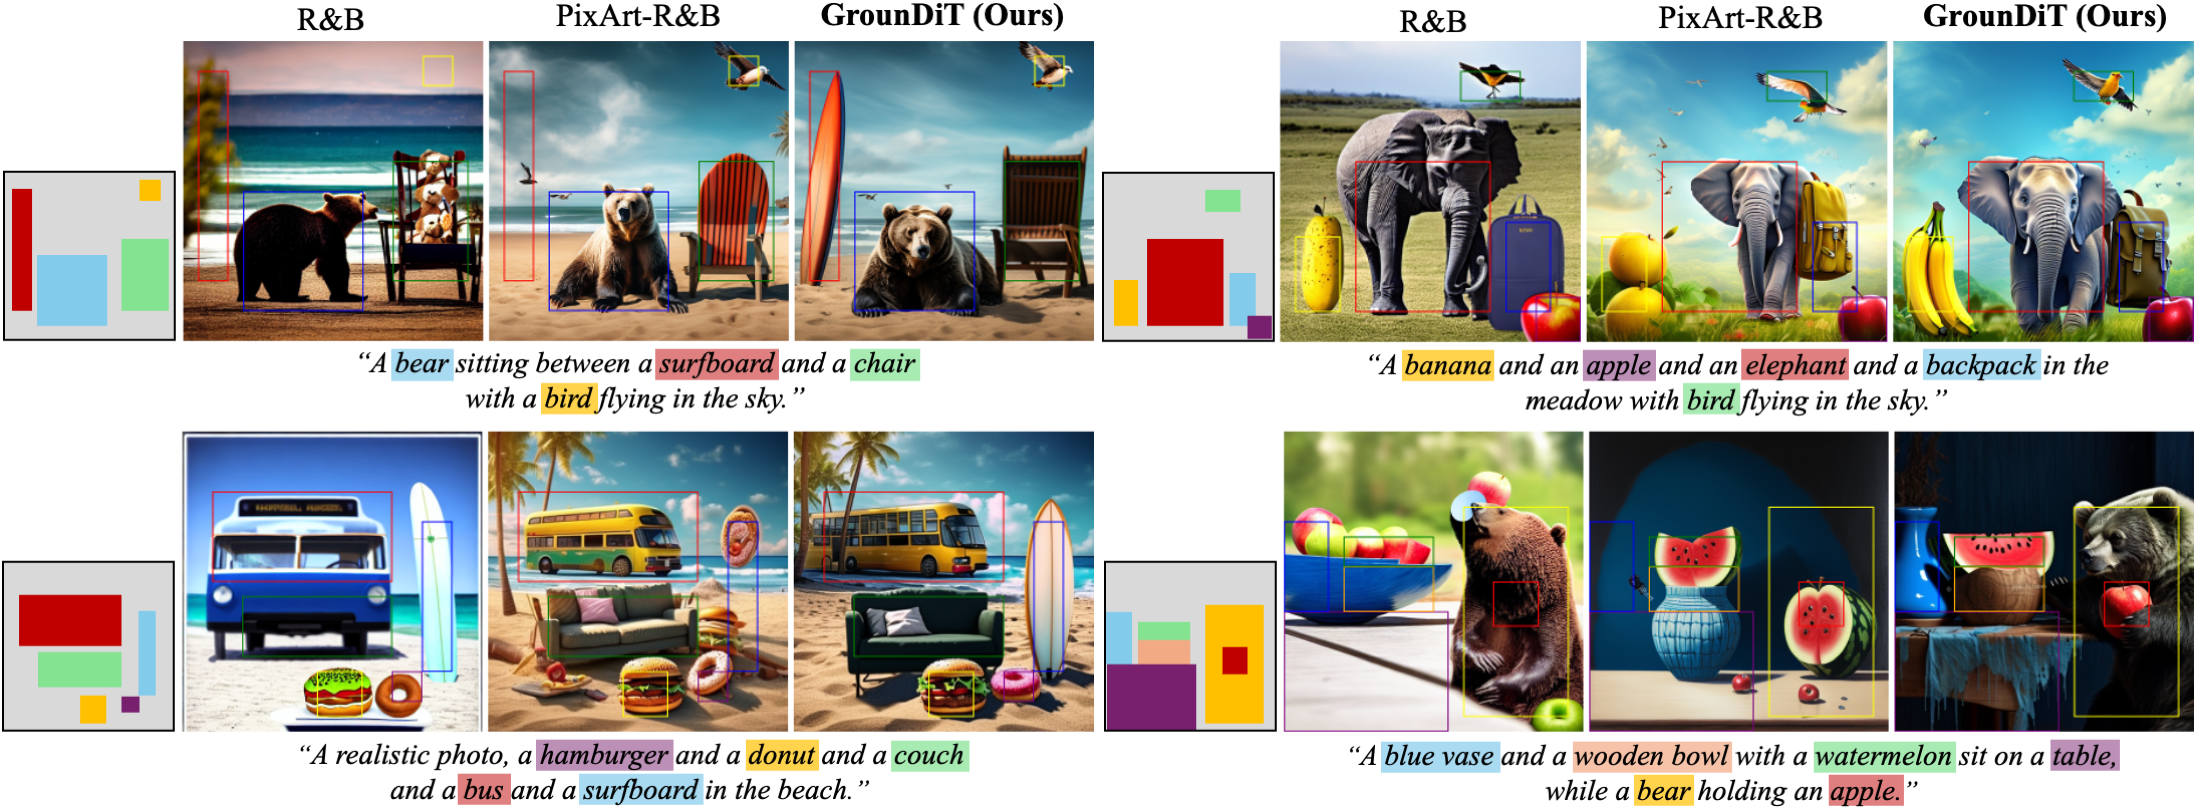 R&B
PixArt-R&B
GrounDiT (Ours)
R&B
PixArt-R&B
GrounDiT (Ours)
“A bear sitting between a surfboard and a chair
with a bird flying in the sky.”
“A banana and an apple and an elephant and a backpack in the
meadow with bird flying in the sky.”
“A realistic photo, a hamburger and a donut and a couch
and a bus and a surfboard in the beach.”
“A blue vase and a wooden bowl with a watermelon sit on a table,
while a bear holding an apple.”